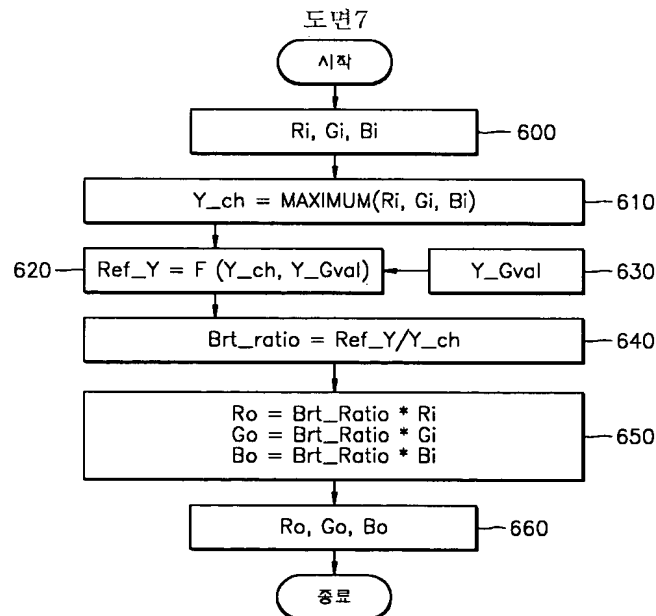 도면7
시작
Ri, Gi, Bi
600
Y_ch = MAXIMUM(Ri, Gi, Bi)
610
620
Ref_Y = F (Y_ch, Y_Gval)
Y_Gval
630
Brt_ratio = Ref_Y/Y_ch
640
Ro = Brt_Ratio * Ri
Go = Brt_Ratio * Gi
Bo = Brt_Ratio * Bi
650
Ro, Go, Bo
660
종료